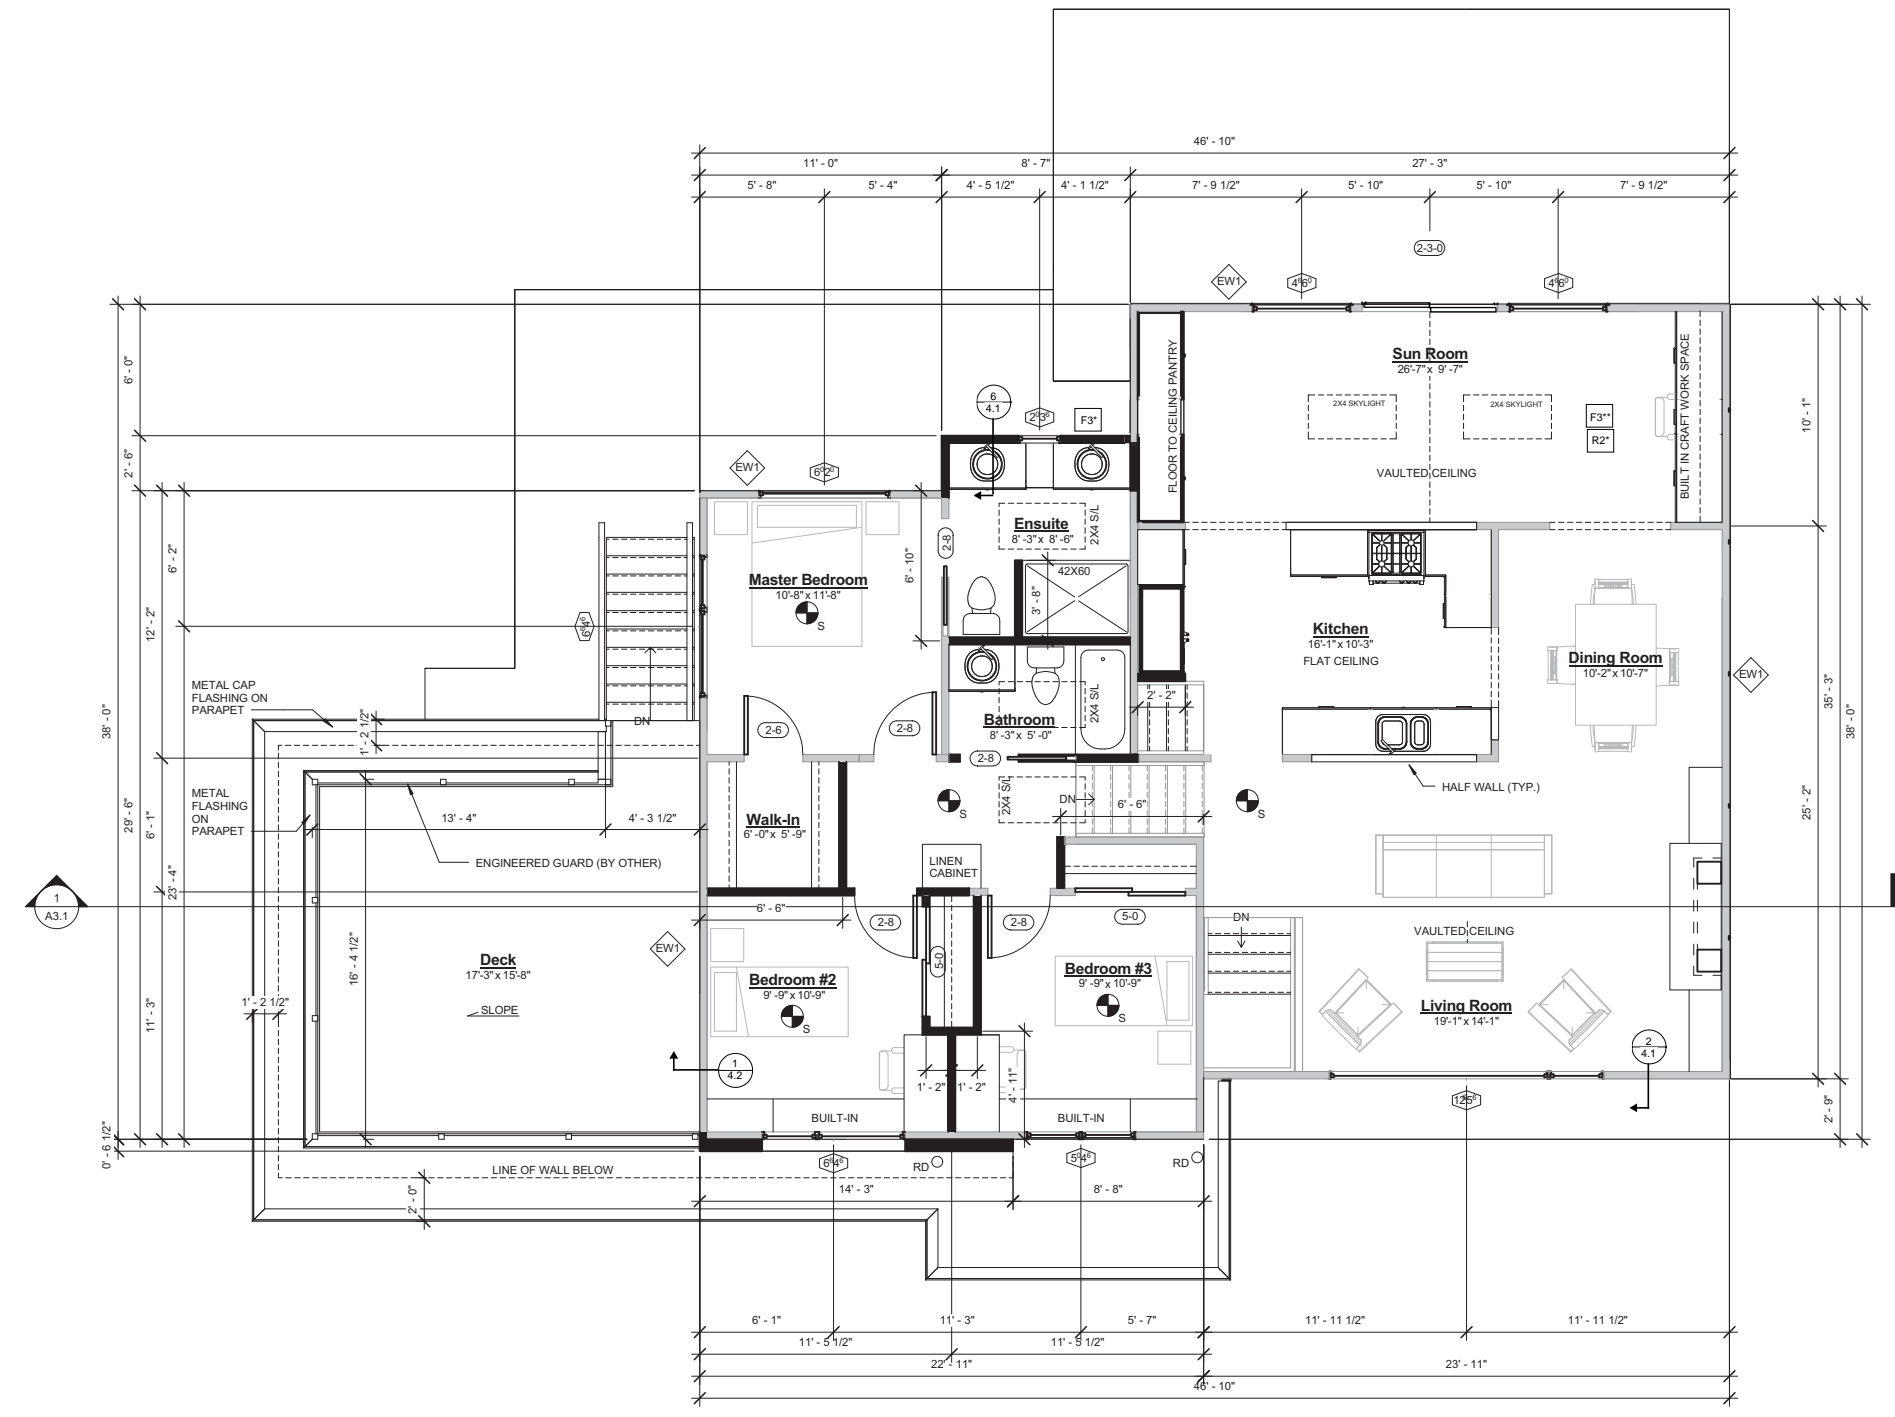 46' - 10"
11' - 0"
8' - 7"
27' - 3"
5' - 8"
5' - 4"
4' - 5 1/2"
4' - 1 1/2"
7' - 9 1/2"
5' - 10"
5' - 10"
7' - 9 1/2"
2-3-0
EW1
4⁶6⁰
4⁶6⁰
6' - 0"
2' - 6"
38' - 0"
29' - 6"
12' - 2"
6' - 2"
6' - 1"
23' - 4"
11' - 3"
0' - 6 1/2"
6
4.1
2⁰3⁶
F3*
EW1
6⁰2⁰
FLOOR TO CEILING PANTRY
Sun Room
26'-7" x 9' -7"
2X4 SKYLIGHT
2X4 SKYLIGHT
F3**
R2*
VAULTED CEILING
BUILT IN CRAFT WORK SPACE
10' - 1"
35' - 3"
38' - 0"
25' - 2"
2' - 9"
Ensuite
8' -3" x 8' -6"
2X4 S/L
2-8
6' - 10"
42X60
3' - 8"
Master Bedroom
10'-8" x 11'-8"
S
6⁰4⁶
DN
Kitchen
16'-1" x 10'-3"
FLAT CEILING
Dining Room
10'-2" x 10'-7"
EW1
METAL CAP
FLASHING ON
PARAPET
1' - 2 1/2"
2-6
2-8
Bathroom
8' -3" x 5' -0"
2X4 S/L
2' - 2"
2-8
HALF WALL (TYP.)
METAL
FLASHING
ON
PARAPET
13' - 4"
4' - 3 1/2"
ENGINEERED GUARD (BY OTHER)
Walk-In
6' -0" x 5' -9"
S
2X4 S/L
DN
6' - 6"
S
LINEN
CABINET
1
A3.1
6' - 6"
2-8
2-8
5-0
5-0
DN
VAULTED CEILING
EW1
16' - 4 1/2"
Deck
17'-3" x 15'-8"
SLOPE
1' - 2 1/2"
Bedroom #2
9' -9" x 10'-9"
S
Bedroom #3
9' -9" x 10'-9"
S
Living Room
19'-1" x 14'-1"
2
4.1
1
4.2
1' - 2"
1' - 2"
4' - 11"
BUILT-IN
BUILT-IN
12⁰5⁶
LINE OF WALL BELOW
6⁰4⁶
RD
5⁰4⁶
RD
2' - 0"
14' - 3"
8' - 8"
6' - 1"
11' - 3"
5' - 7"
11' - 11 1/2"
11' - 11 1/2"
11' - 5 1/2"
11' - 5 1/2"
22' - 11"
23' - 11"
46' - 10"